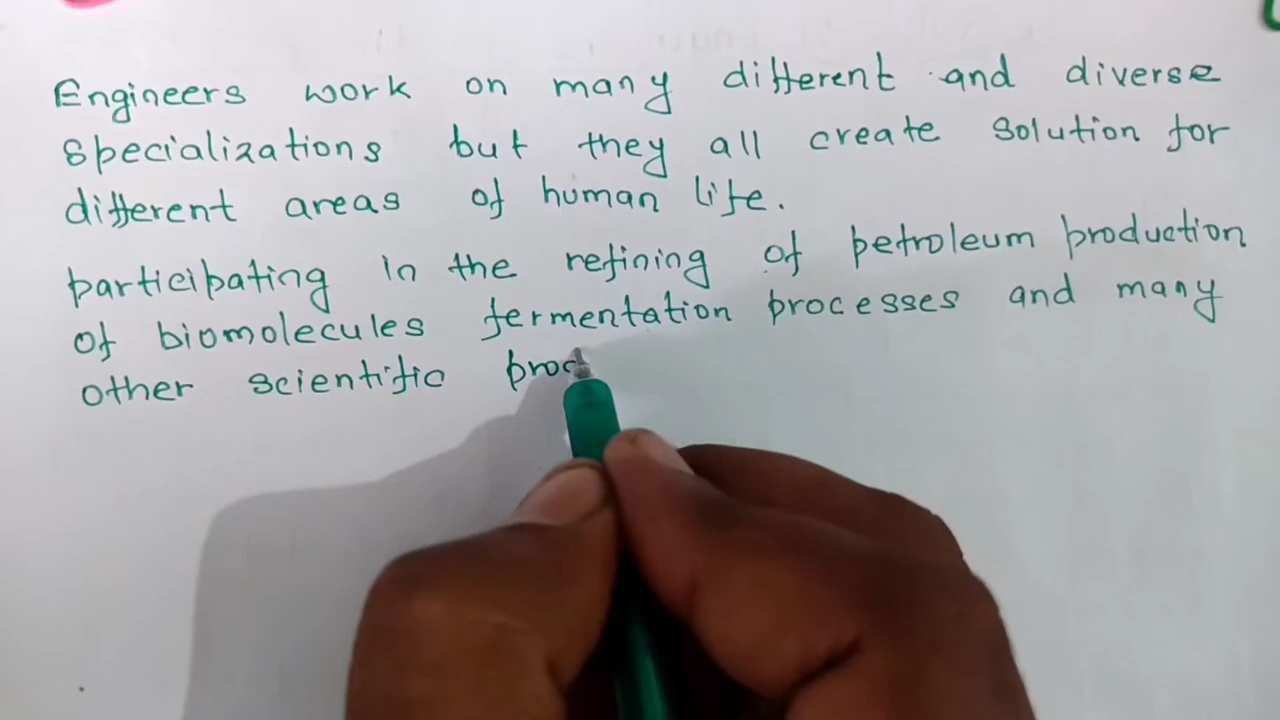 Engineers work on many different and diverse
specializations but they all create solution for
different areas of human life.
participating in the refining of petroleum production
of biomolecules fermentation processes and many
other scientific proc